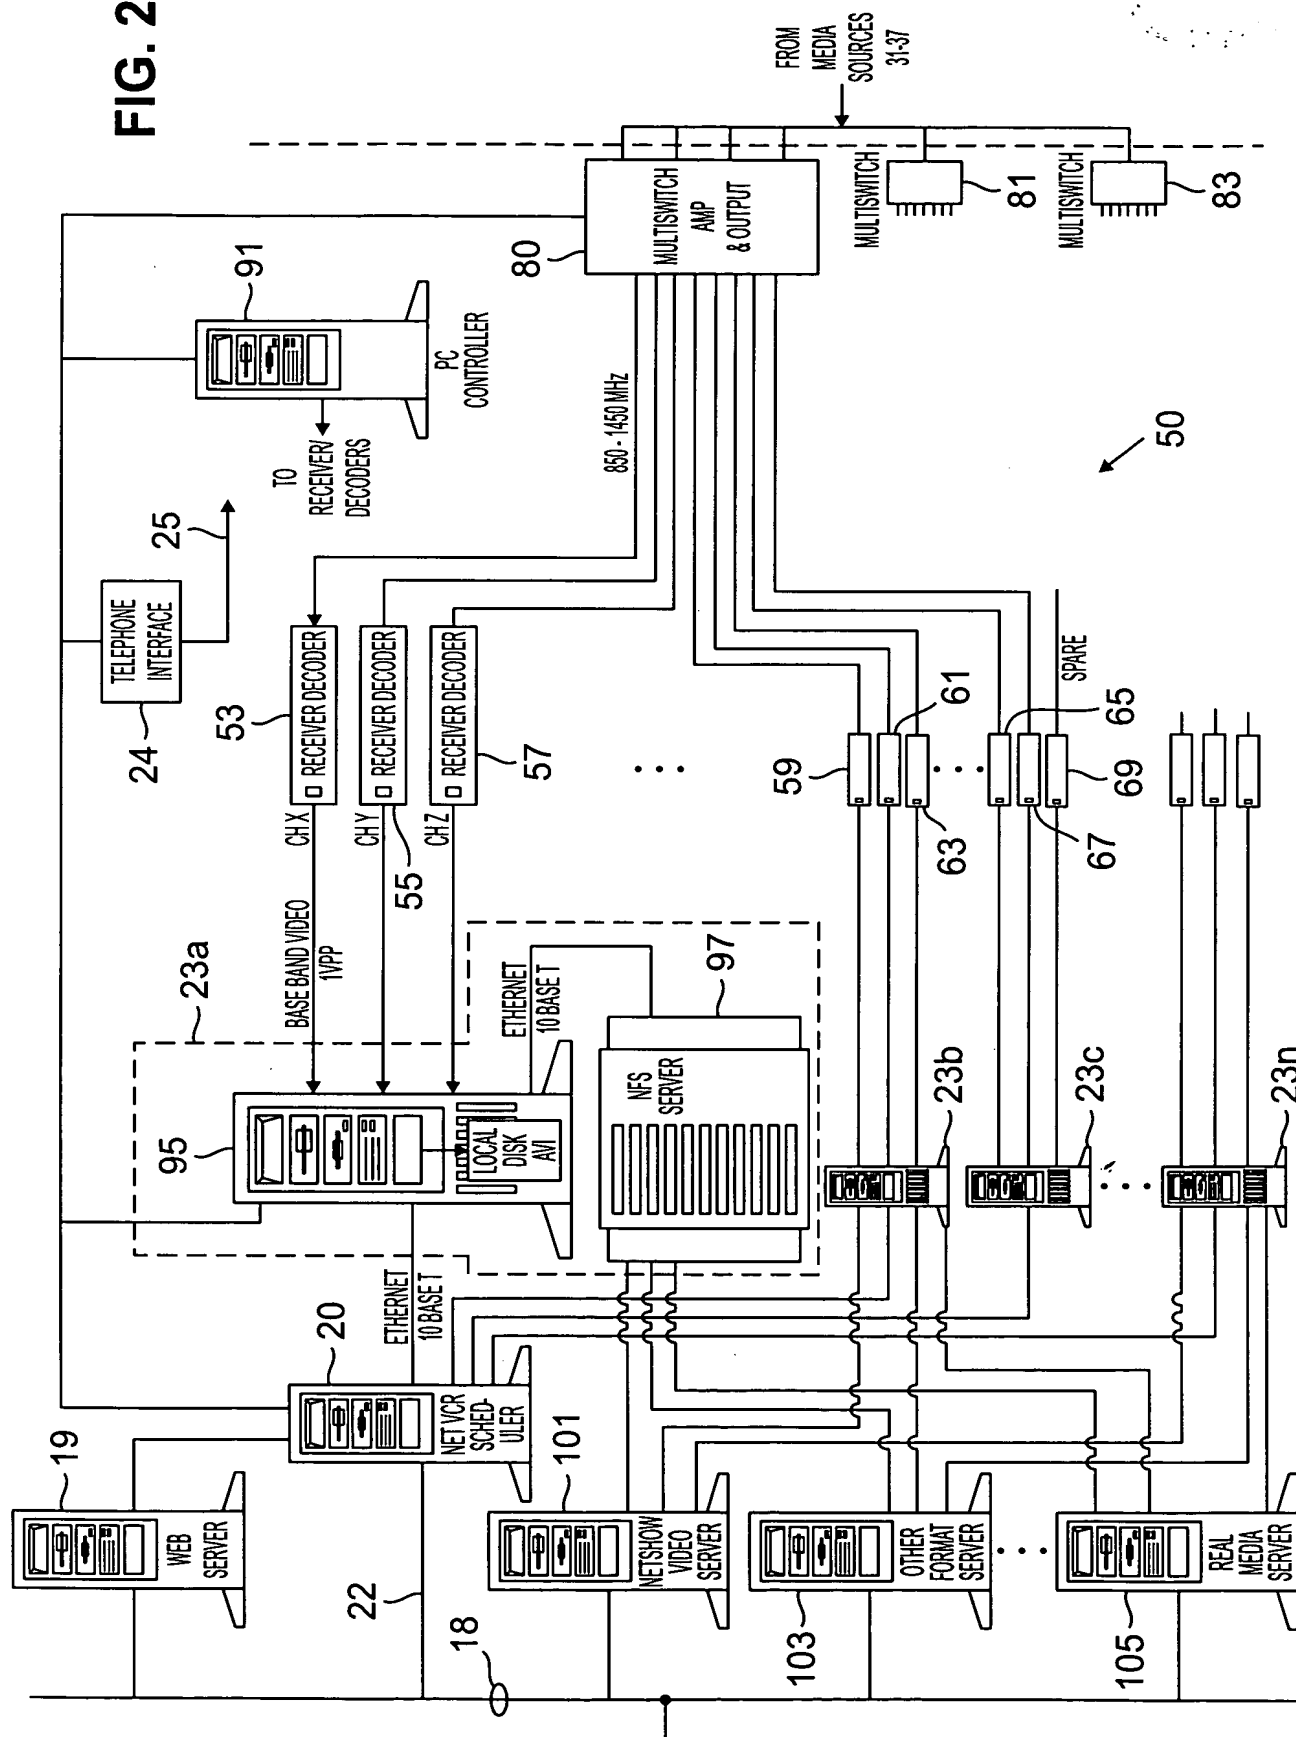 FIG. 2
19
WEB
SERVER
20
NET VCR
SCHED-
ULER
22
18
ETHERNET
10 BASE T
95
23a
LOCAL
DISK
AVI
ETHERNET
10 BASE T
NFS
SERVER
97
BASE BAND VIDEO
1VPP
CH X
CH Y
CH Z
53
RECEIVER DECODER
55
RECEIVER DECODER
57
RECEIVER DECODER
24
TELEPHONE
INTERFACE
25
TO
RECEIVER/
DECODERS
91
PC
CONTROLLER
850 - 1450 MHz
80
MULTISWITCH
AMP
& OUTPUT
FROM
MEDIA
SOURCES
31-37
MULTISWITCH
81
MULTISWITCH
83
50
59
61
63
65
67
69
SPARE
23b
23c
23n
101
NETSHOW
VIDEO
SERVER
103
OTHER
FORMAT
SERVER
105
REAL
MEDIA
SERVER